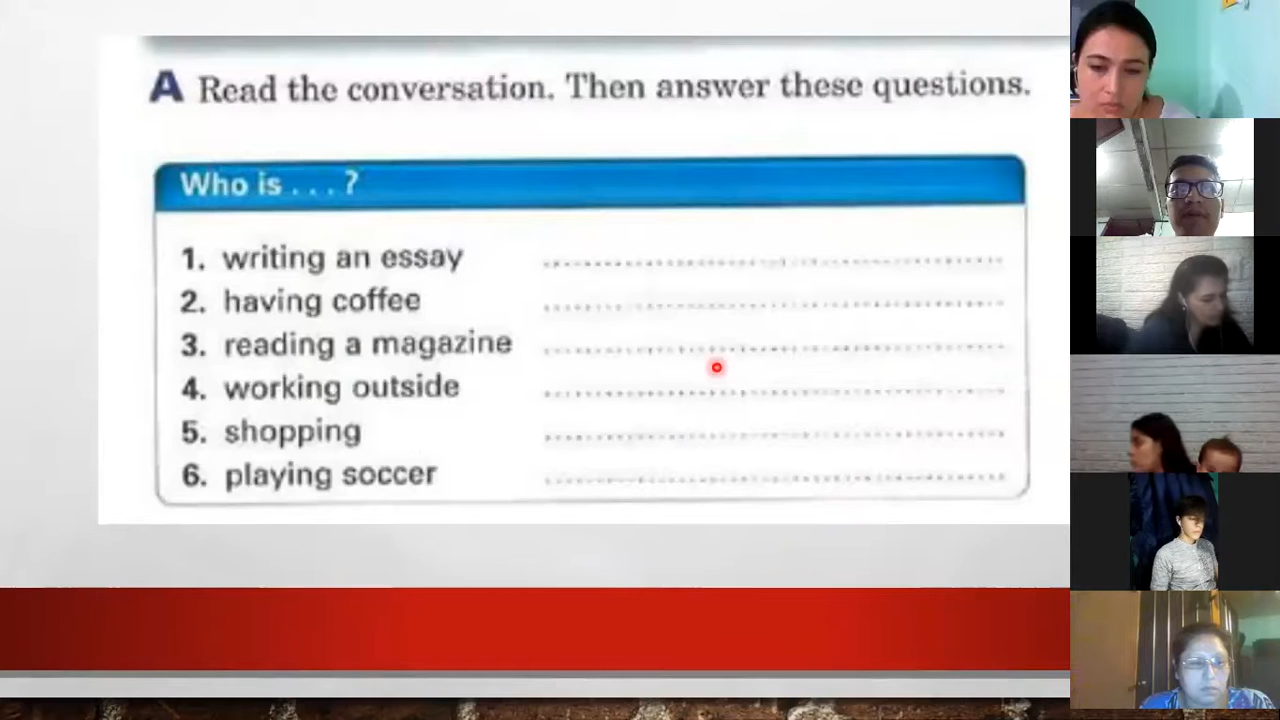 A Read the conversation. Then answer these questions.
Who is . . . ?
1. writing an essay
2. having coffee
3. reading a magazine
4. working outside
5. shopping
6. playing soccer